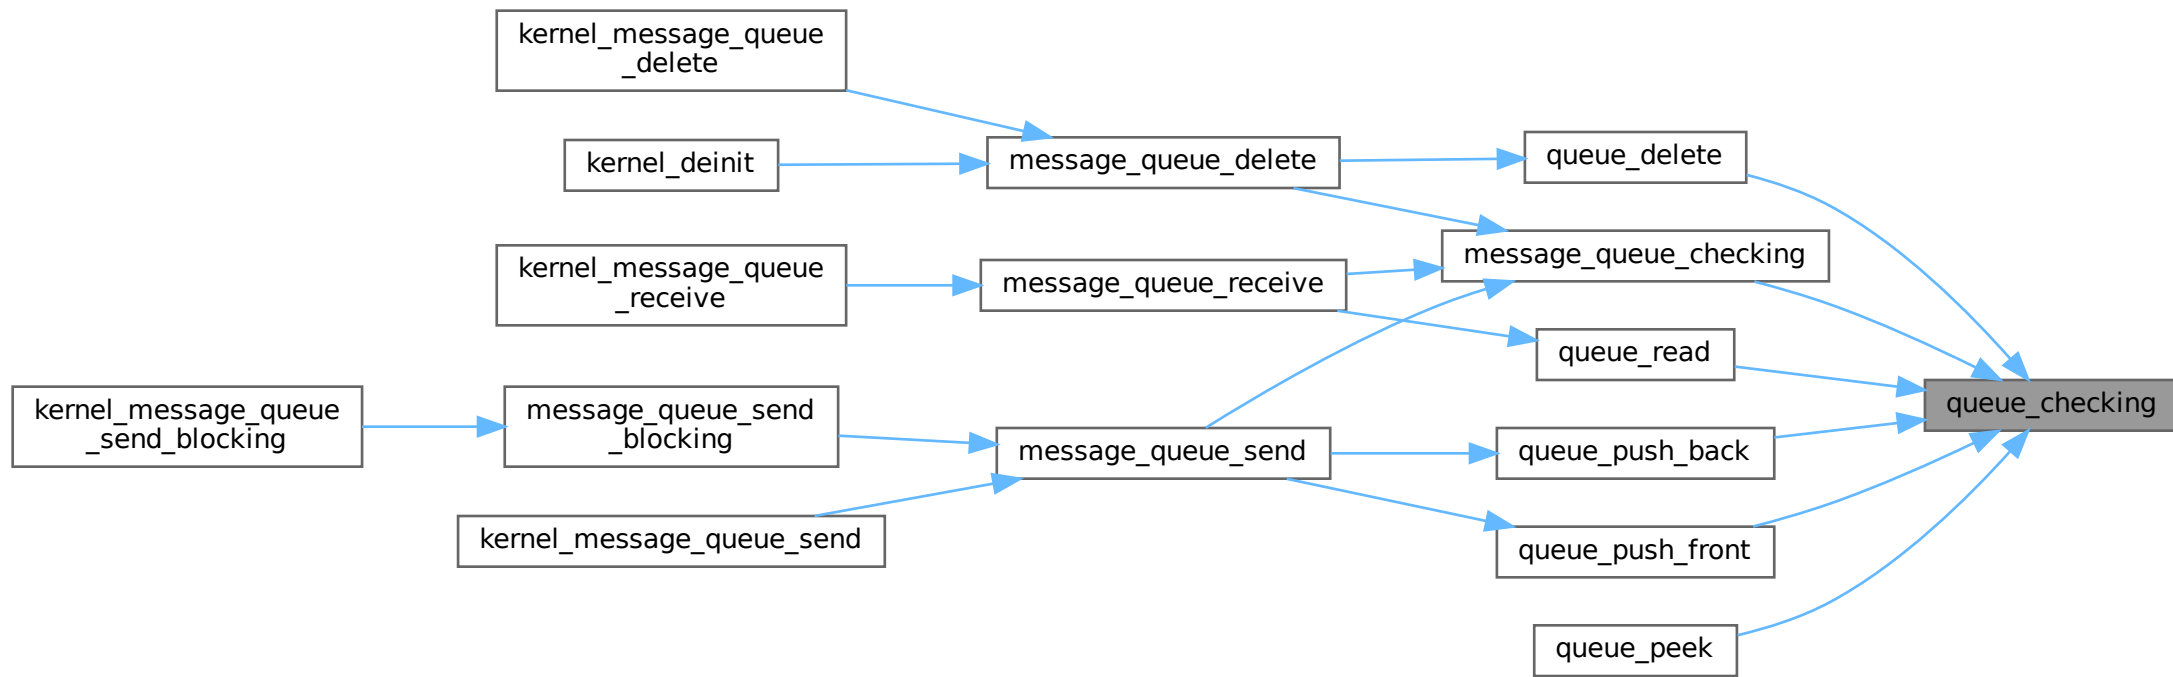 kernel_message_queue
_delete
kernel_deinit
message_queue_delete
queue_delete
kernel_message_queue
_receive
message_queue_receive
message_queue_checking
queue_read
kernel_message_queue
_send_blocking
message_queue_send
_blocking
message_queue_send
queue_push_back
queue_checking
kernel_message_queue_send
queue_push_front
queue_peek